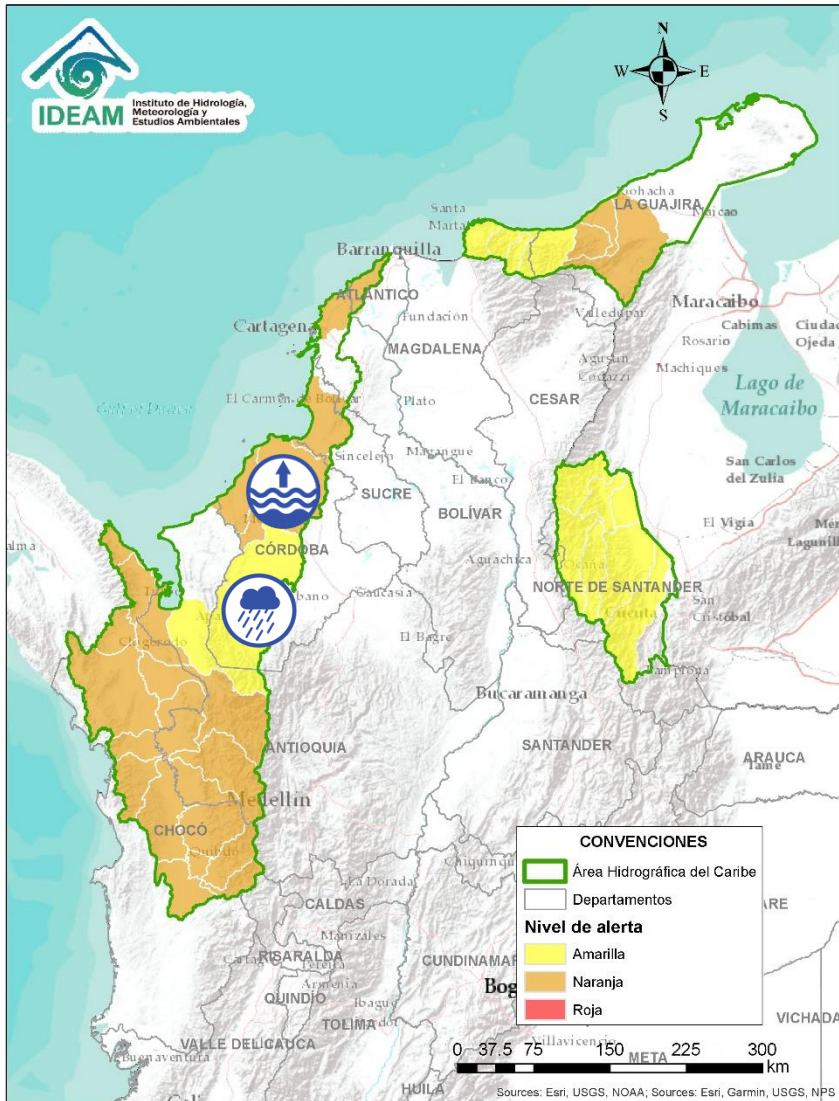 IDEAM
Instituto de Hidrología,
Meteorología y
Estudios Ambientales
N
W E
S
LA GUAJIRA
Maicao
Santa
Marta
Barranquilla
ATLÁNTICO
Maracaibo
Cartagena
Fundación
Valledupar
Cabimas
Ciudad
Ojeda
Rosario
MAGDALENA
Agustín
Codazzi
Machiques
El Carmen de Bolívar
Plato
CESAR
Lago de
Maracaibo
Sincelejo
Magangué
San Carlos
del Zulia
El Banco
SUCRE
BOLÍVAR
El Vigía
CÓRDOBA
Aguachica
Ocaña
NORTE DE SANTANDER
Caucasia
San
Cristóbal
Cúcuta
El Bagre
Chigorodó
Pamplona
Bucaramanga
ANTIOQUIA
SANTANDER
ARAUCA
Tame
Medellín
CHOCÓ
Quibdó
La Dorada
CALDAS
Manizales
RISARALDA
Pereira
Armenia
QUINDÍO
Ibagué
TOLIMA
CUNDINAMAR
Bog
VICHADA
VALLE DEL CAUCA
Buenaventura
Villavicencio
META
HUILA
CONVENCIONES
Área Hidrográfica del Caribe
Departamentos
Nivel de alerta
Amarilla
Naranja
Roja
0 37.5 75 150 225 300
km
Sources: Esri, USGS, NOAA; Sources: Esri, Garmin, USGS, NPS